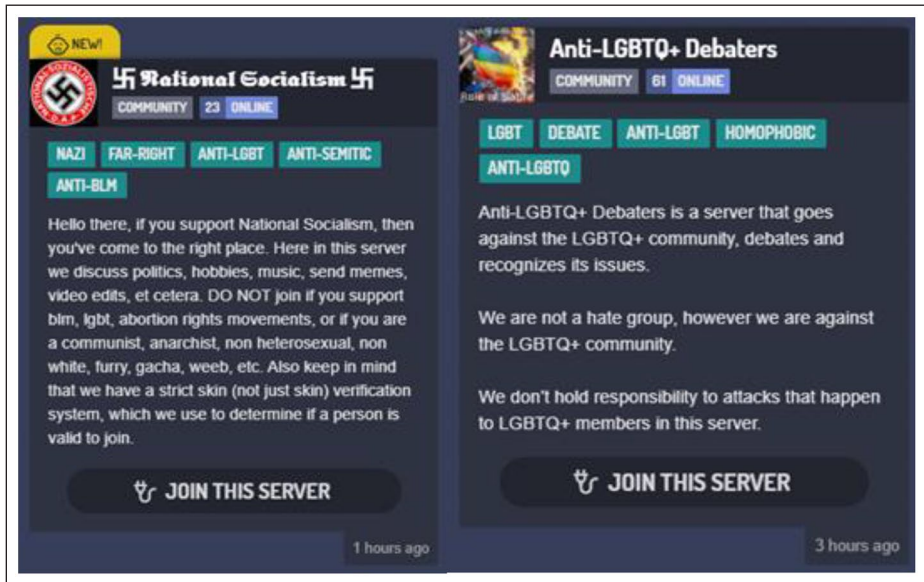 NEW!
卐 National Socialism 卐
COMMUNITY 23 ONLINE
NAZI FAR-RIGHT ANTI-LGBT ANTI-SEMITIC
ANTI-BLM
Hello there, if you support National Socialism, then
you've come to the right place. Here in this server
we discuss politics, hobbies, music, send memes,
video edits, et cetera. DO NOT join if you support
blm, lgbt, abortion rights movements, or if you are
a communist, anarchist, non heterosexual, non
white, furry, gacha, weeb, etc. Also keep in mind
that we have a strict skin (not just skin) verification
system, which we use to determine if a person is
valid to join.
JOIN THIS SERVER
1 hours ago
Anti-LGBTQ+ Debaters
COMMUNITY 61 ONLINE
LGBT DEBATE ANTI-LGBT HOMOPHOBIC
ANTI-LGBTQ
Anti-LGBTQ+ Debaters is a server that goes
against the LGBTQ+ community, debates and
recognizes its issues.
We are not a hate group, however we are against
the LGBTQ+ community.
We don't hold responsibility to attacks that happen
to LGBTQ+ members in this server.
JOIN THIS SERVER
3 hours ago